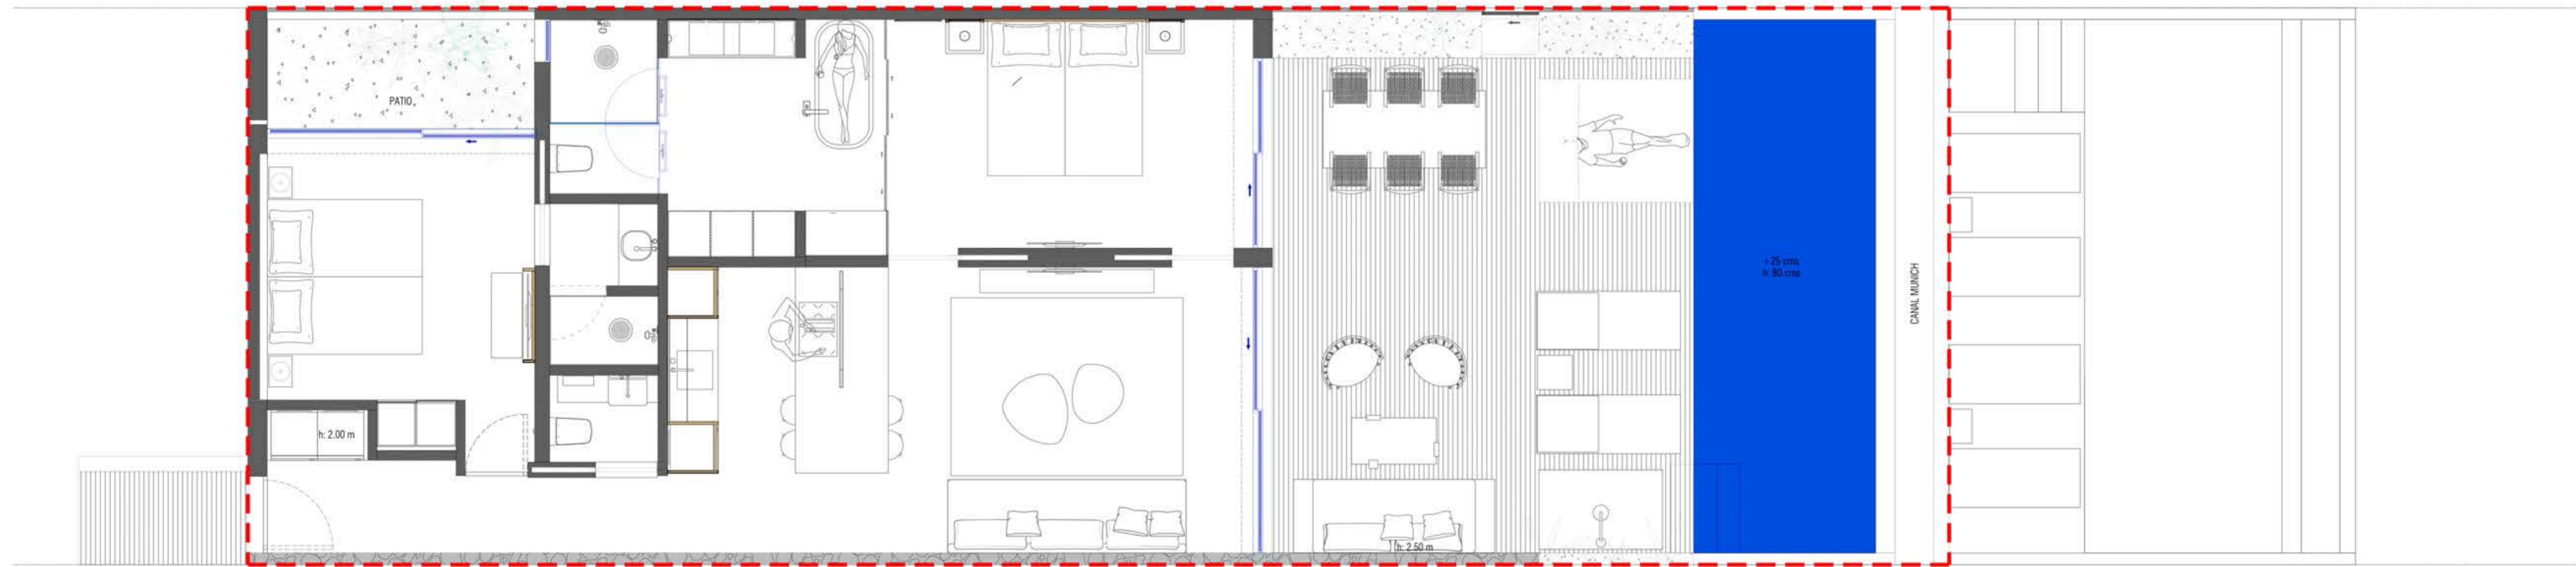 PATIO
h: 2.00 m
+ 25 cms
h: 80 cms
CANAL MUNICH
h: 2.50 m